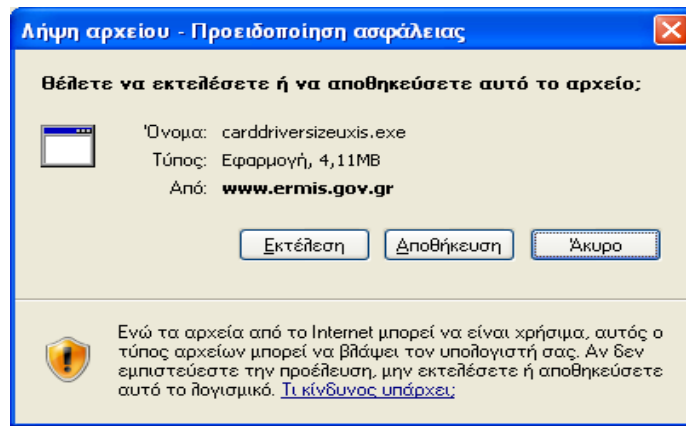 Λήψη αρχείου - Προειδοποίηση ασφάλειας
Θέλετε να εκτελέσετε ή να αποθηκεύσετε αυτό το αρχείο;
Όνομα: carddriversizeuxis.exe
Τύπος: Εφαρμογή, 4,11MB
Από: www.ermis.gov.gr
Εκτέλεση Αποθήκευση Άκυρο
Ενώ τα αρχεία από το Internet μπορεί να είναι χρήσιμα, αυτός ο
τύπος αρχείων μπορεί να βλάψει τον υπολογιστή σας. Αν δεν
εμπιστεύεστε την προέλευση, μην εκτελέσετε ή αποθηκεύσετε
αυτό το λογισμικό. Τι κίνδυνος υπάρχει;